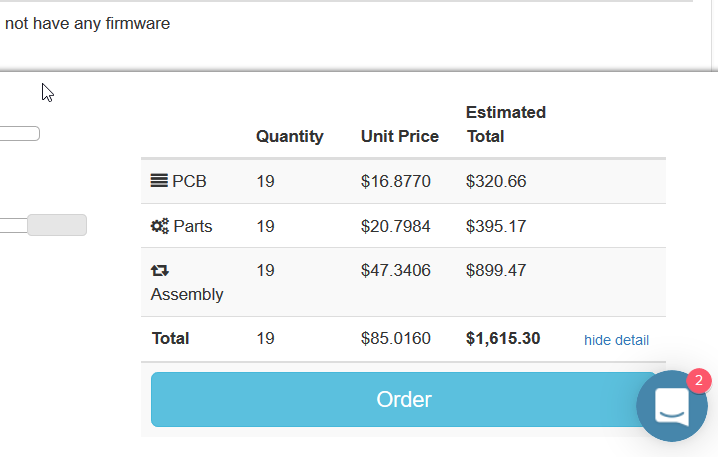 not have any firmware
Estimated
Quantity Unit Price Total
PCB 19 $16.8770 $320.66
Parts 19 $20.7984 $395.17
19 $47.3406 $899.47
Assembly
Total 19 $85.0160 $1,615.30 hide detail
Order
2